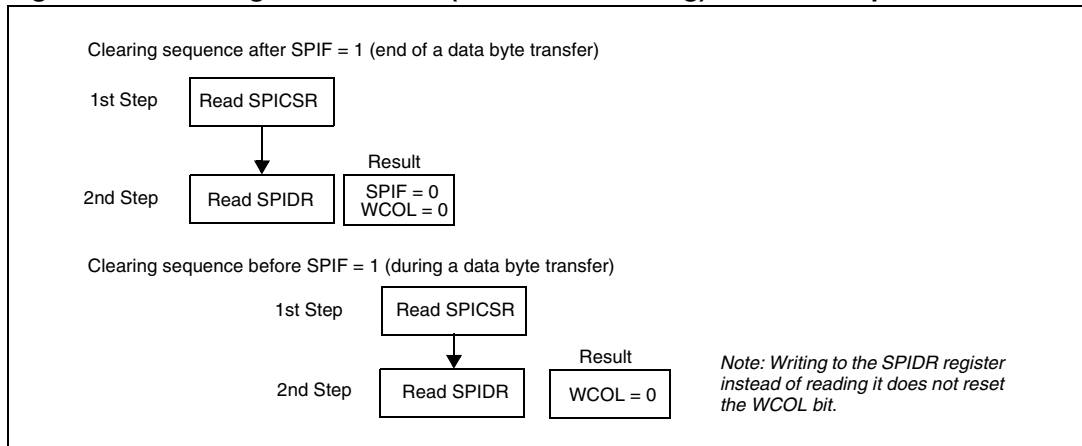 Clearing sequence after SPIF = 1 (end of a data byte transfer)
1st Step
Read SPICSR
Result
2nd Step
Read SPIDR
SPIF = 0
WCOL = 0
Clearing sequence before SPIF = 1 (during a data byte transfer)
1st Step
Read SPICSR
Result
2nd Step
Read SPIDR
WCOL = 0
Note: Writing to the SPIDR register
instead of reading it does not reset
the WCOL bit.